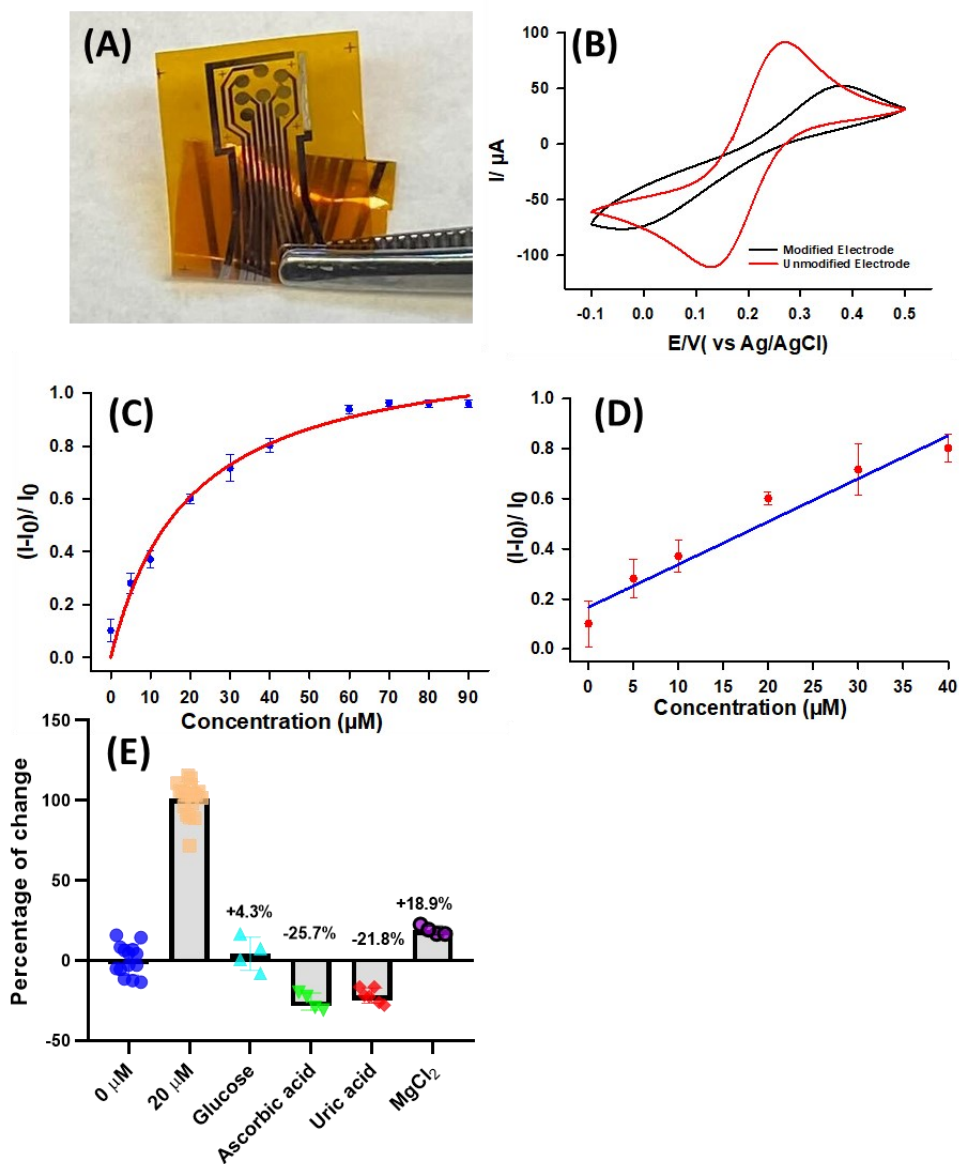 (A)
(B)
100
50
0
-50
-100
I/ µA
Modified Electrode
Unmodified Electrode
-0.1 0.0 0.1 0.2 0.3 0.4 0.5
E/V( vs Ag/AgCl)
(C)
1.0
0.8
0.6
0.4
0.2
0.0
(I-I0)/ I0
0 10 20 30 40 50 60 70 80 90
Concentration (µM)
(D)
1.0
0.8
0.6
0.4
0.2
0.0
(I-I0)/ I0
0 5 10 15 20 25 30 35 40
Concentration (µM)
(E)
150
100
50
0
-50
Percentage of change
+4.3%
-25.7%
-21.8%
+18.9%
0 µM
20 µM
Glucose
Ascorbic acid
Uric acid
MgCl2